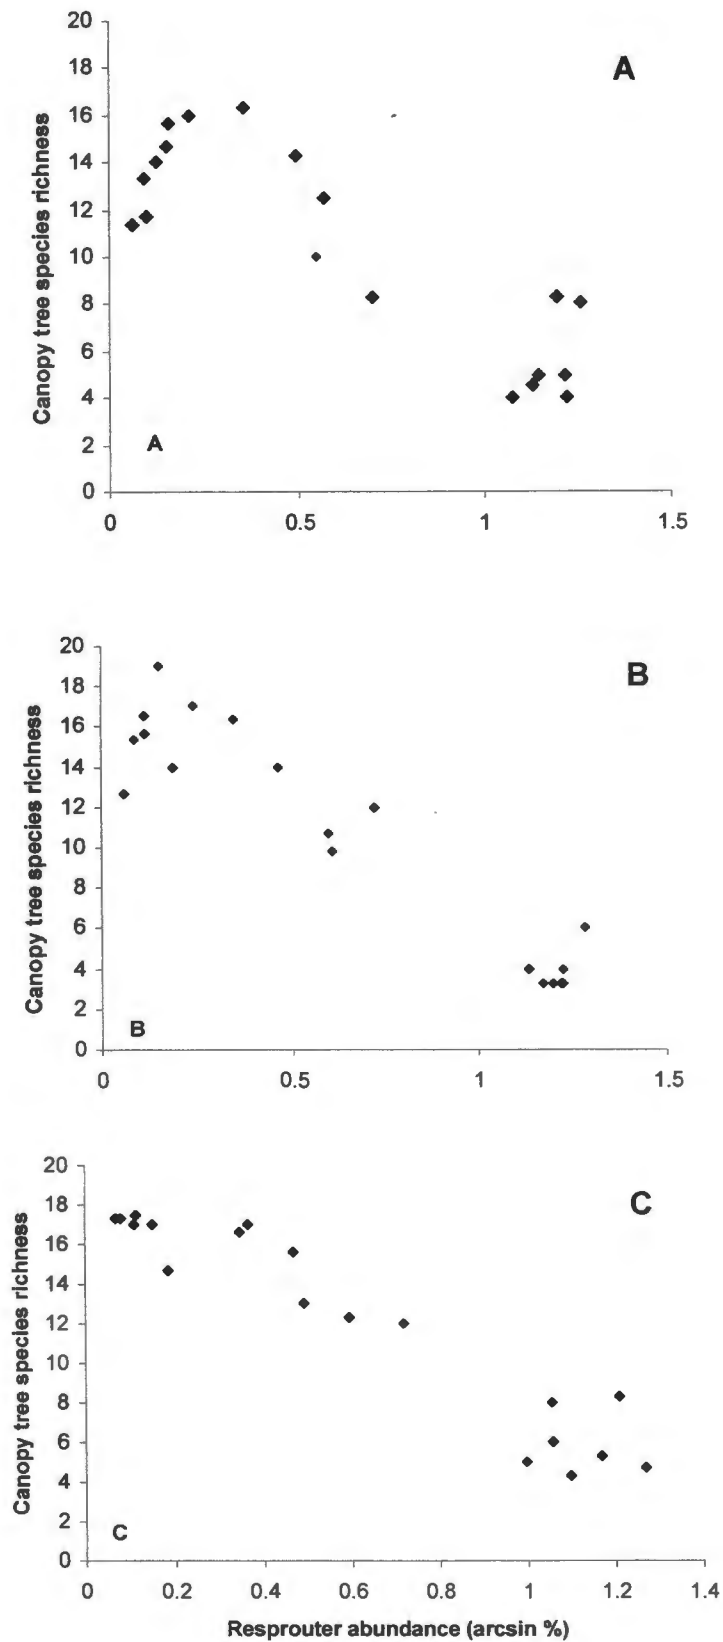 20
18
16
14
12
10
8
6
4
2
0
Canopy tree species richness
A
A
0 0.5 1 1.5
20
18
16
14
12
10
8
6
4
2
0
Canopy tree species richness
B
B
0 0.5 1 1.5
20
18
16
14
12
10
8
6
4
2
0
Canopy tree species richness
C
C
0 0.2 0.4 0.6 0.8 1 1.2 1.4
Resprouter abundance (arcsin %)